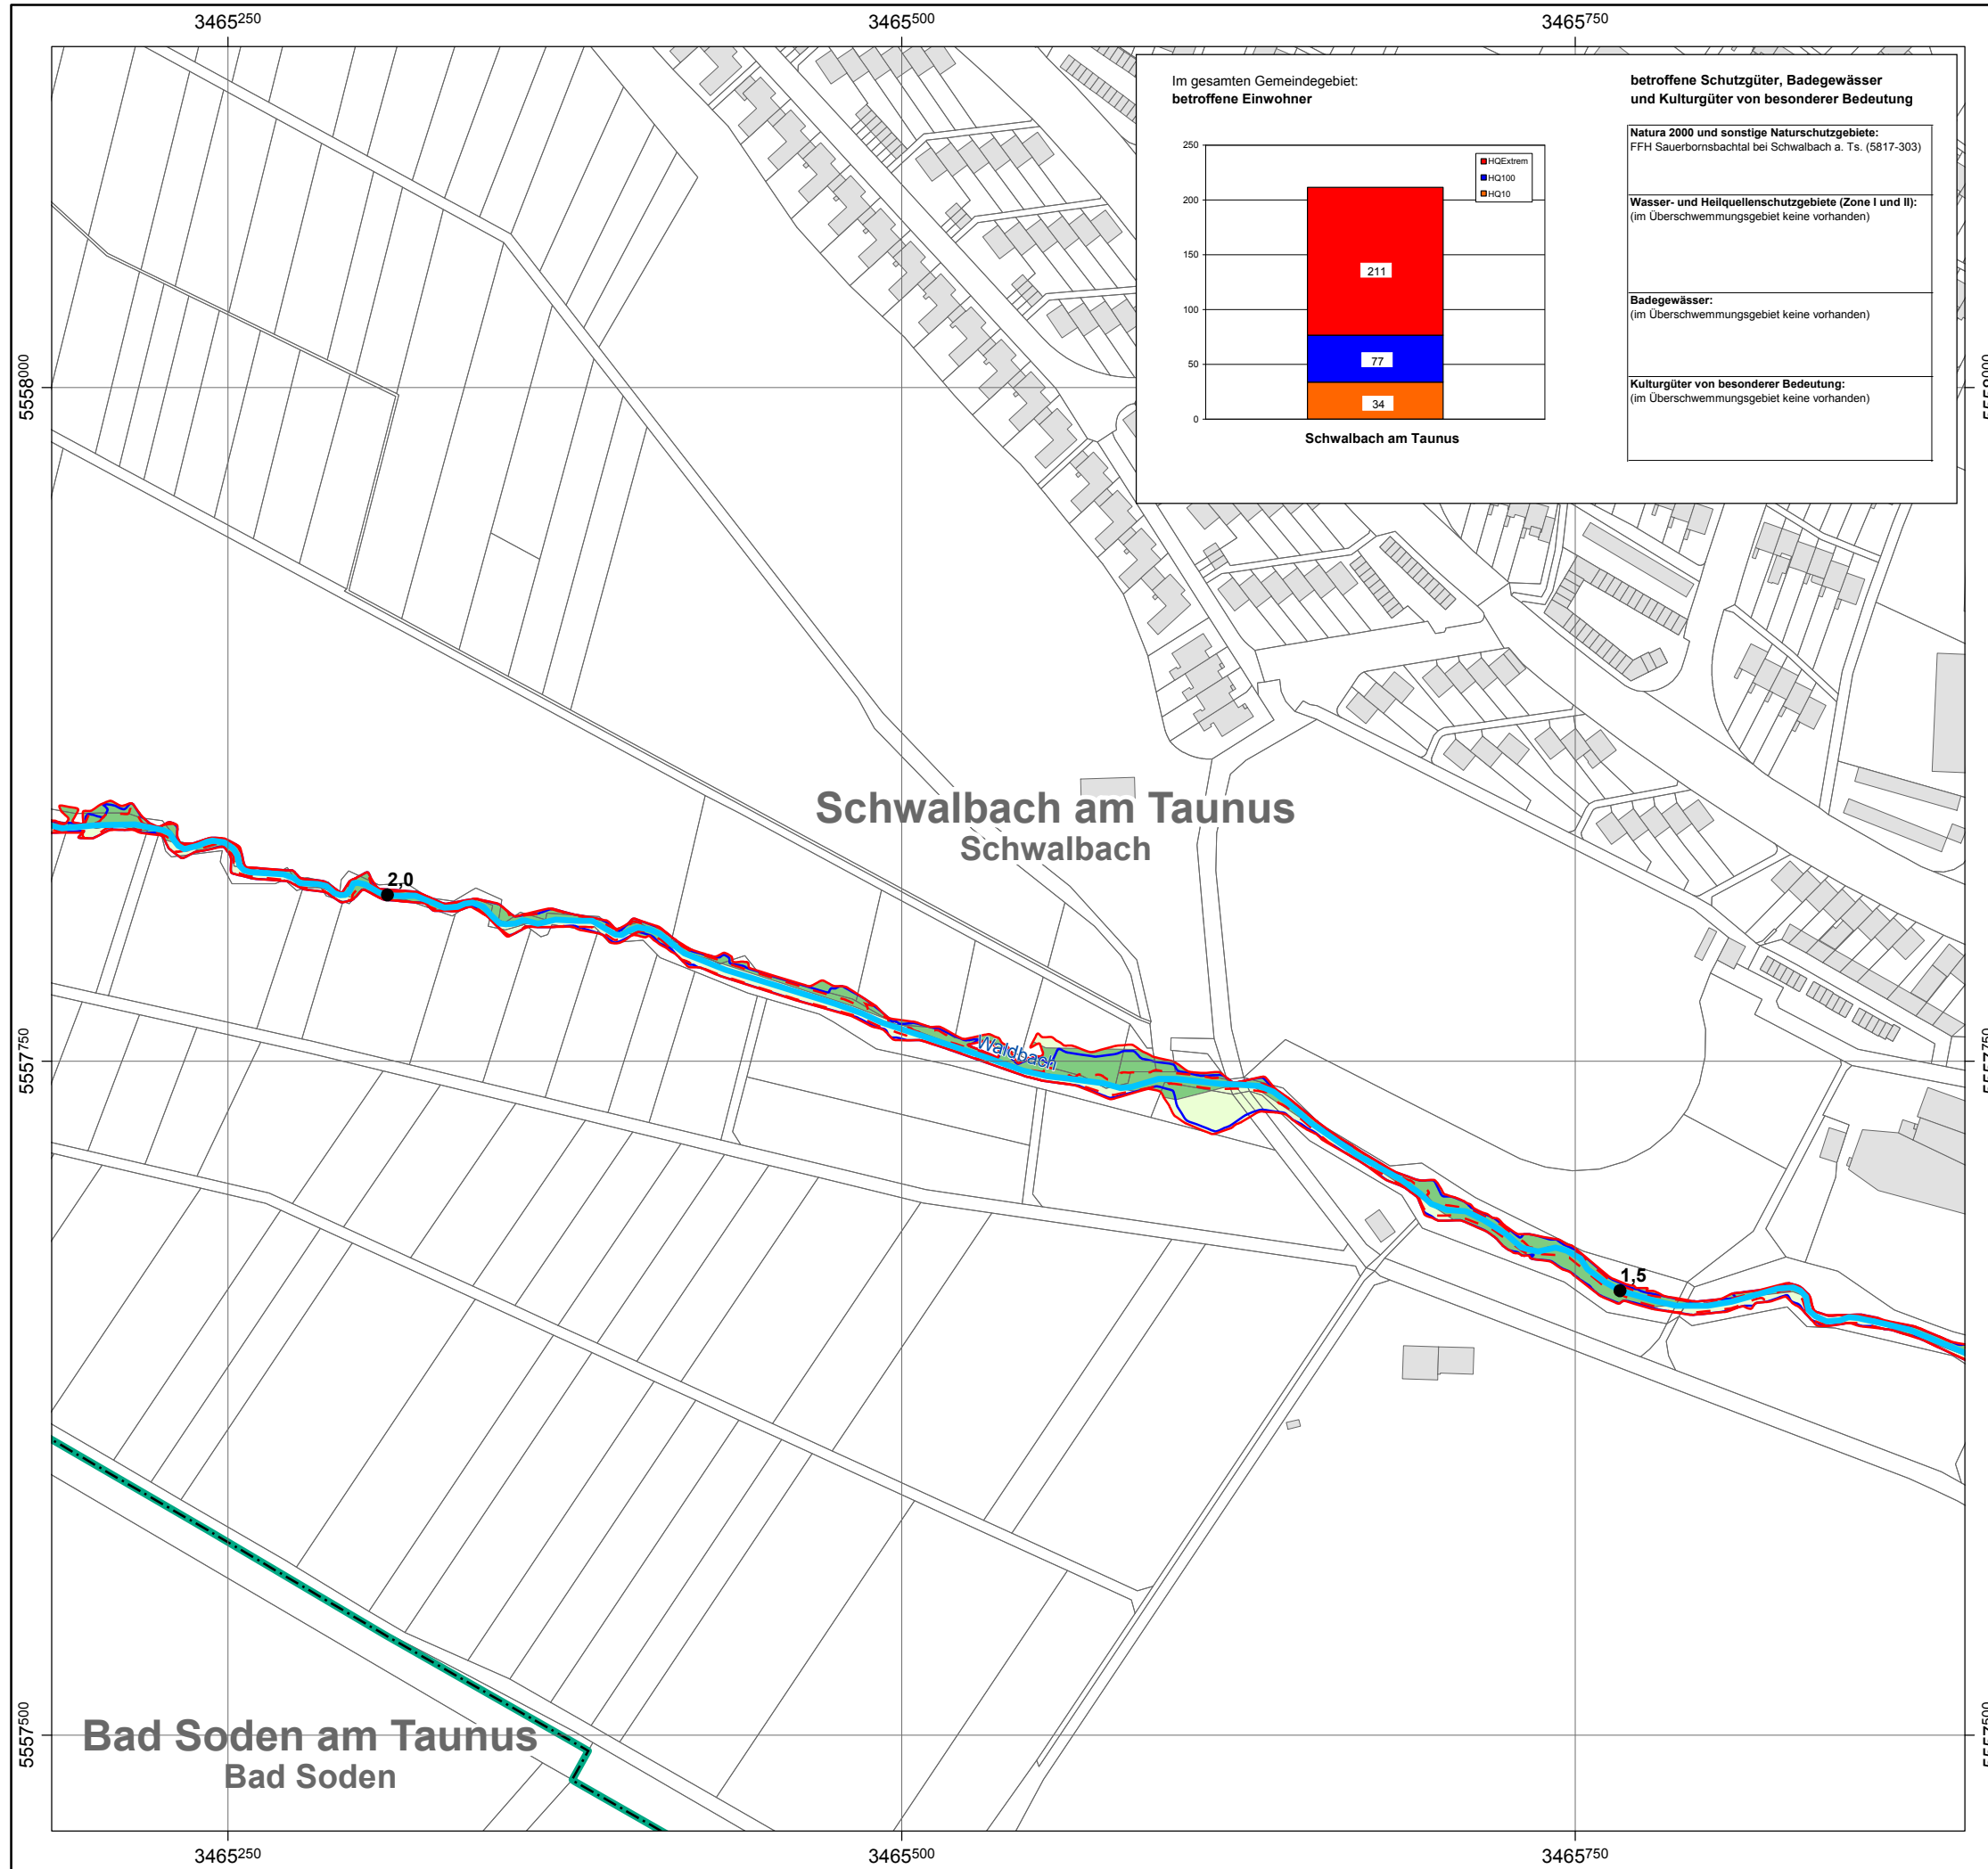 3465250
3465500
3465750
Im gesamten Gemeindegebiet:
betroffene Einwohner
250
200
150
100
50
0
HQExtrem
HQ100
HQ10
211
77
34
Schwalbach am Taunus
betroffene Schutzgüter, Badegewässer
und Kulturgüter von besonderer Bedeutung
Natura 2000 und sonstige Naturschutzgebiete:
FFH Sauerbornsbachtal bei Schwalbach a. Ts. (5817-303)
Wasser- und Heilquellenschutzgebiete (Zone I und II):
(im Überschwemmungsgebiet keine vorhanden)
Badegewässer:
(im Überschwemmungsgebiet keine vorhanden)
Kulturgüter von besonderer Bedeutung:
(im Überschwemmungsgebiet keine vorhanden)
5558000
5558000
Schwalbach am Taunus
Schwalbach
2,0
Waldbach
5557750
5557750
1,5
5557500
5557500
Bad Soden am Taunus
Bad Soden
3465250
3465500
3465750